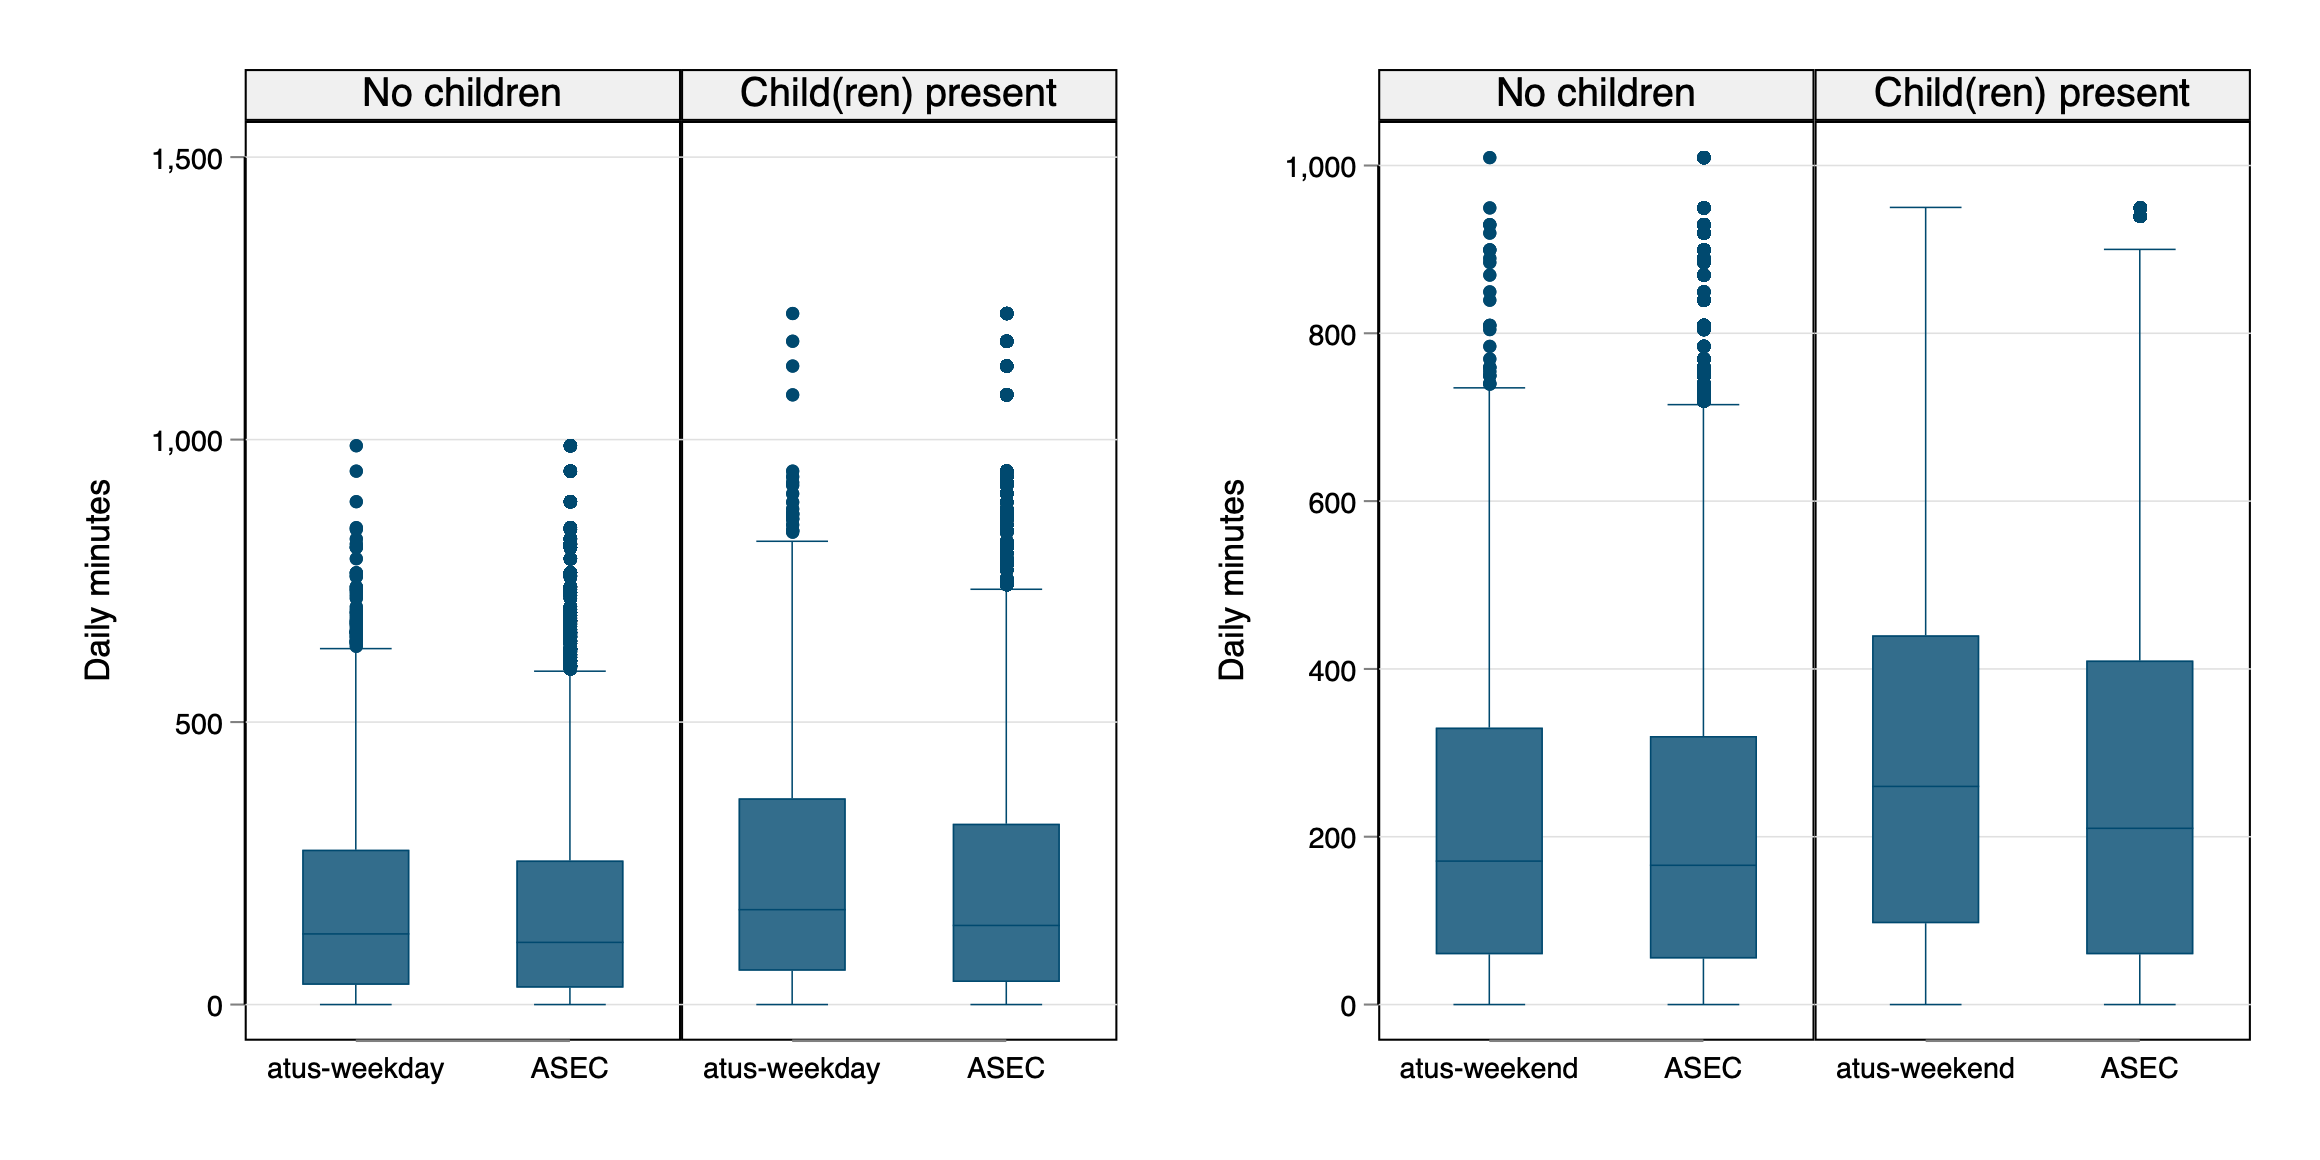 No children
Child(ren) present
1,500
1,000
500
0
Daily minutes
atus-weekday
ASEC
atus-weekday
ASEC
No children
Child(ren) present
1,000
800
600
400
200
0
Daily minutes
atus-weekend
ASEC
atus-weekend
ASEC